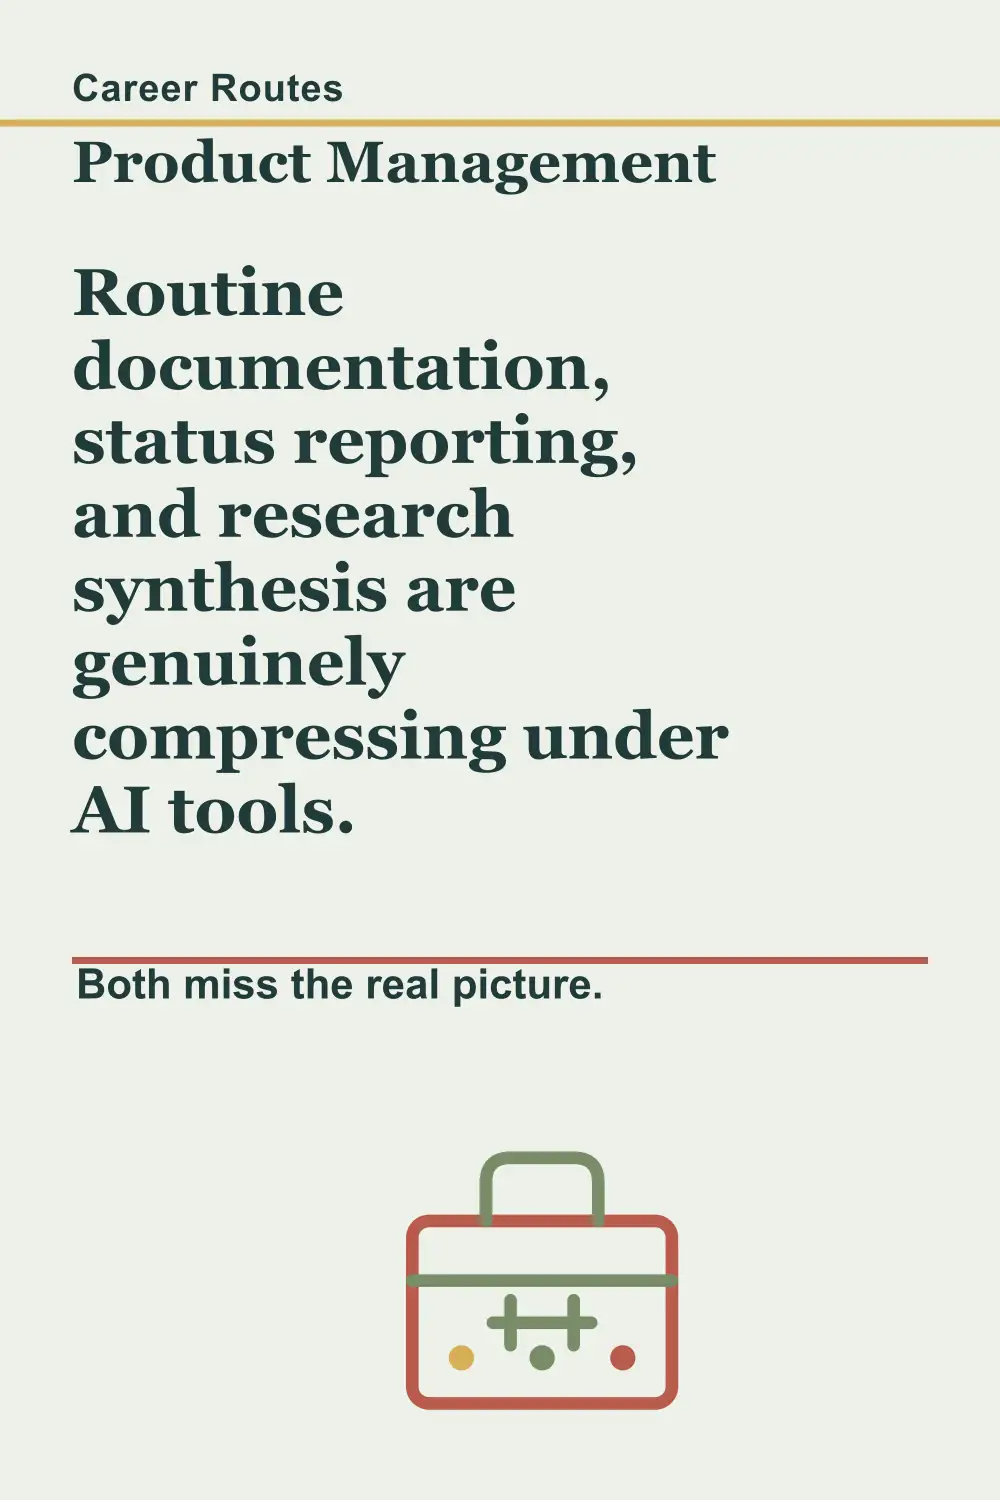 Career Routes
Product Management
Routine
documentation,
status reporting,
and research
synthesis are
genuinely
compressing under
AI tools.
Both miss the real picture.